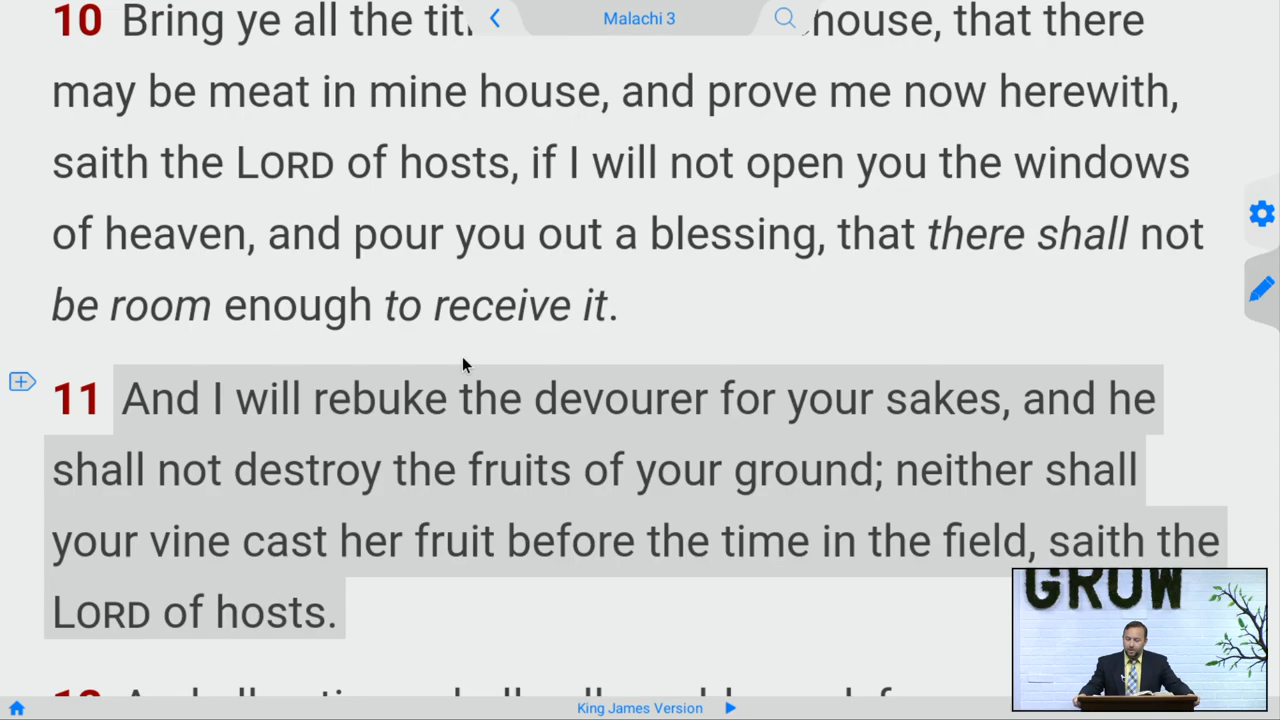 Malachi 3
10 Bring ye all the house, that there
may be meat in mine house, and prove me now herewith,
saith the LORD of hosts, if I will not open you the windows
of heaven, and pour you out a blessing, that there shall not
be room enough to receive it.
11 And I will rebuke the devourer for your sakes, and he
shall not destroy the fruits of your ground; neither shall
your vine cast her fruit before the time in the field, saith the
LORD of hosts.
GROW
King James Version